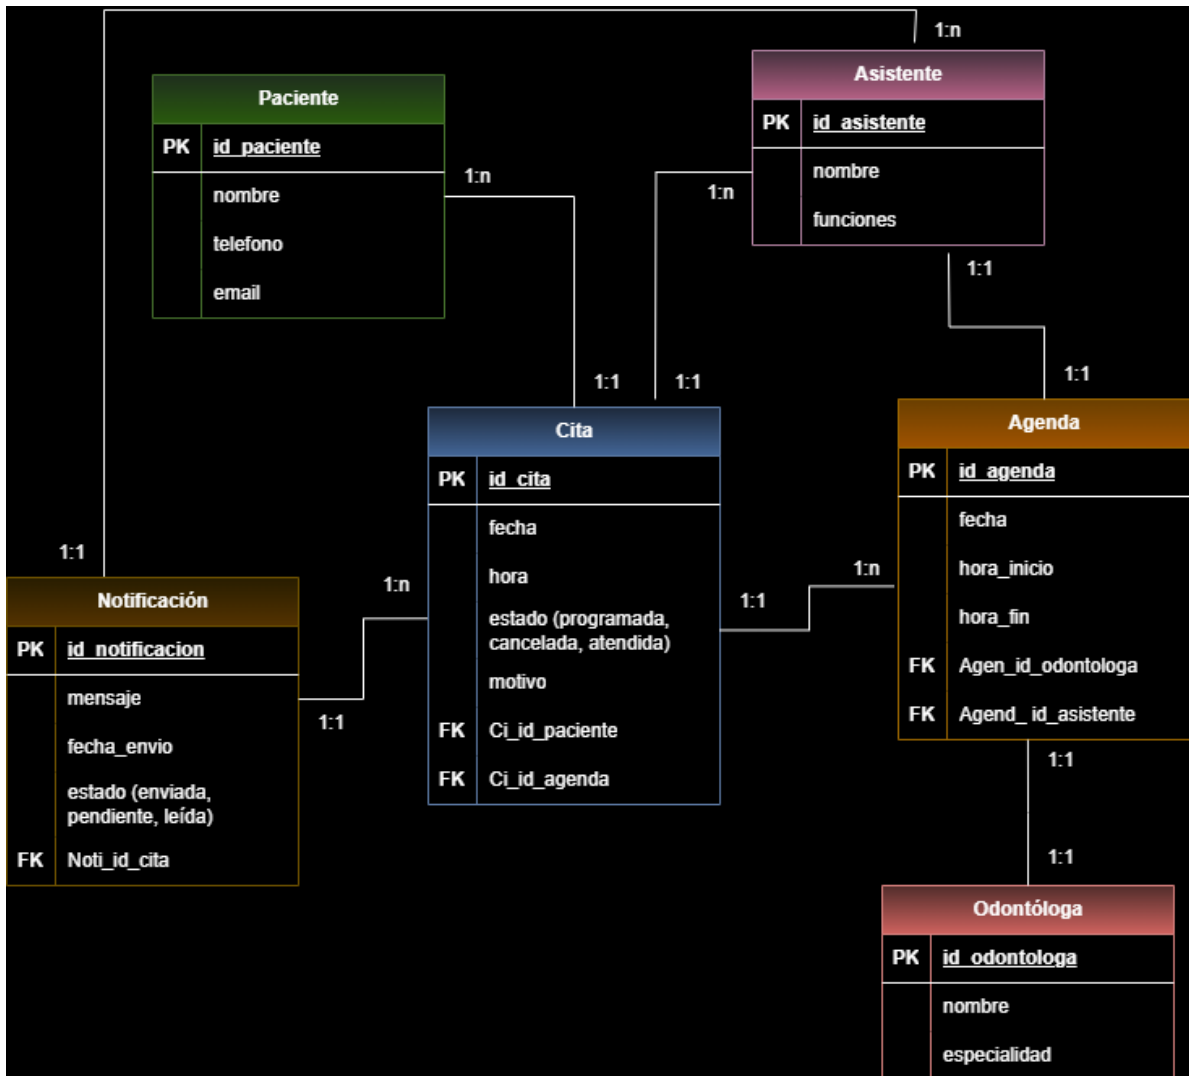 1:n
Asistente
PK id_asistente
nombre
funciones
Paciente
PK id_paciente
nombre
telefono
email
1:n
1:n
1:1
1:1
1:1
1:1
Cita
PK id_cita
fecha
hora
estado (programada,
cancelada, atendida)
motivo
FK Ci_id_paciente
FK Ci_id_agenda
Agenda
PK id_agenda
fecha
hora_inicio
hora_fin
FK Agen_id_odontologa
FK Agend_ id_asistente
1:1
Notificación
PK id_notificacion
mensaje
fecha_envio
estado (enviada,
pendiente, leída)
FK Noti_id_cita
1:n
1:1
1:1
1:n
1:1
1:1
Odontóloga
PK id_odontologa
nombre
especialidad